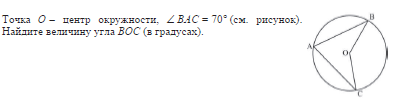 Точка O – центр окружности, ∠BAC = 70° (см. рисунок).
Найдите величину угла BOC (в градусах).
B
A
O
C